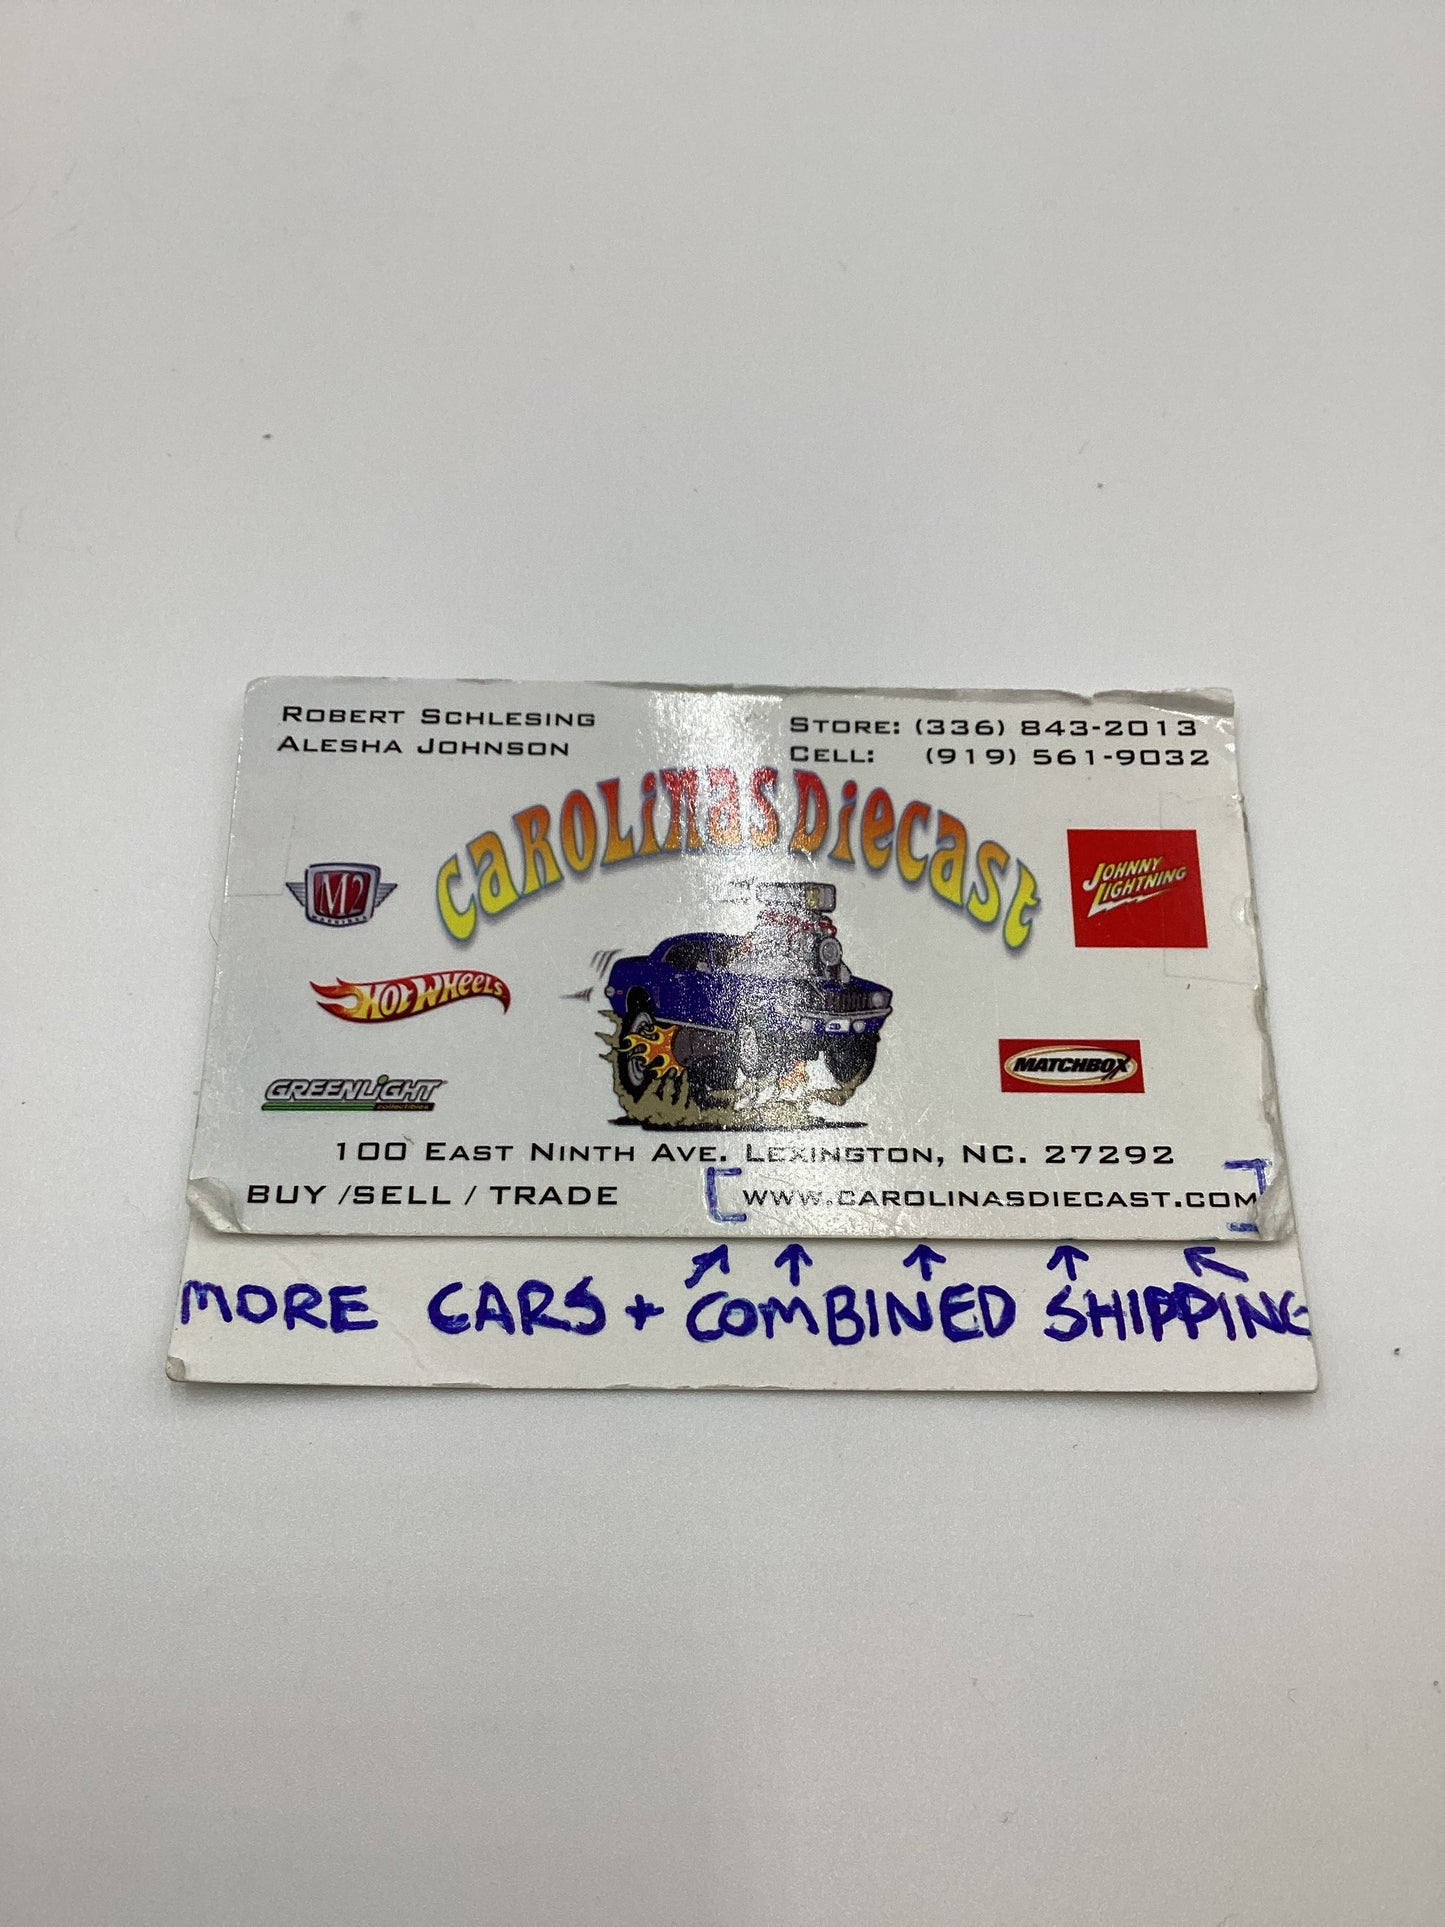 ROBERT SCHLESING
ALESHA JOHNSON
STORE: (336) 843-2013
CELL: (919) 561-9032
CAROLINAS DIECAST
M2
MACHINES
JOHNNY
LIGHTNING
HOT WHEELS
MATCHBOX
GREENLIGHT
collectibles
100 EAST NINTH AVE. LEXINGTON, NC. 27292
BUY /SELL / TRADE
[WWW.CAROLINASDIECAST.COM]
MORE CARS + COMBINED SHIPPING